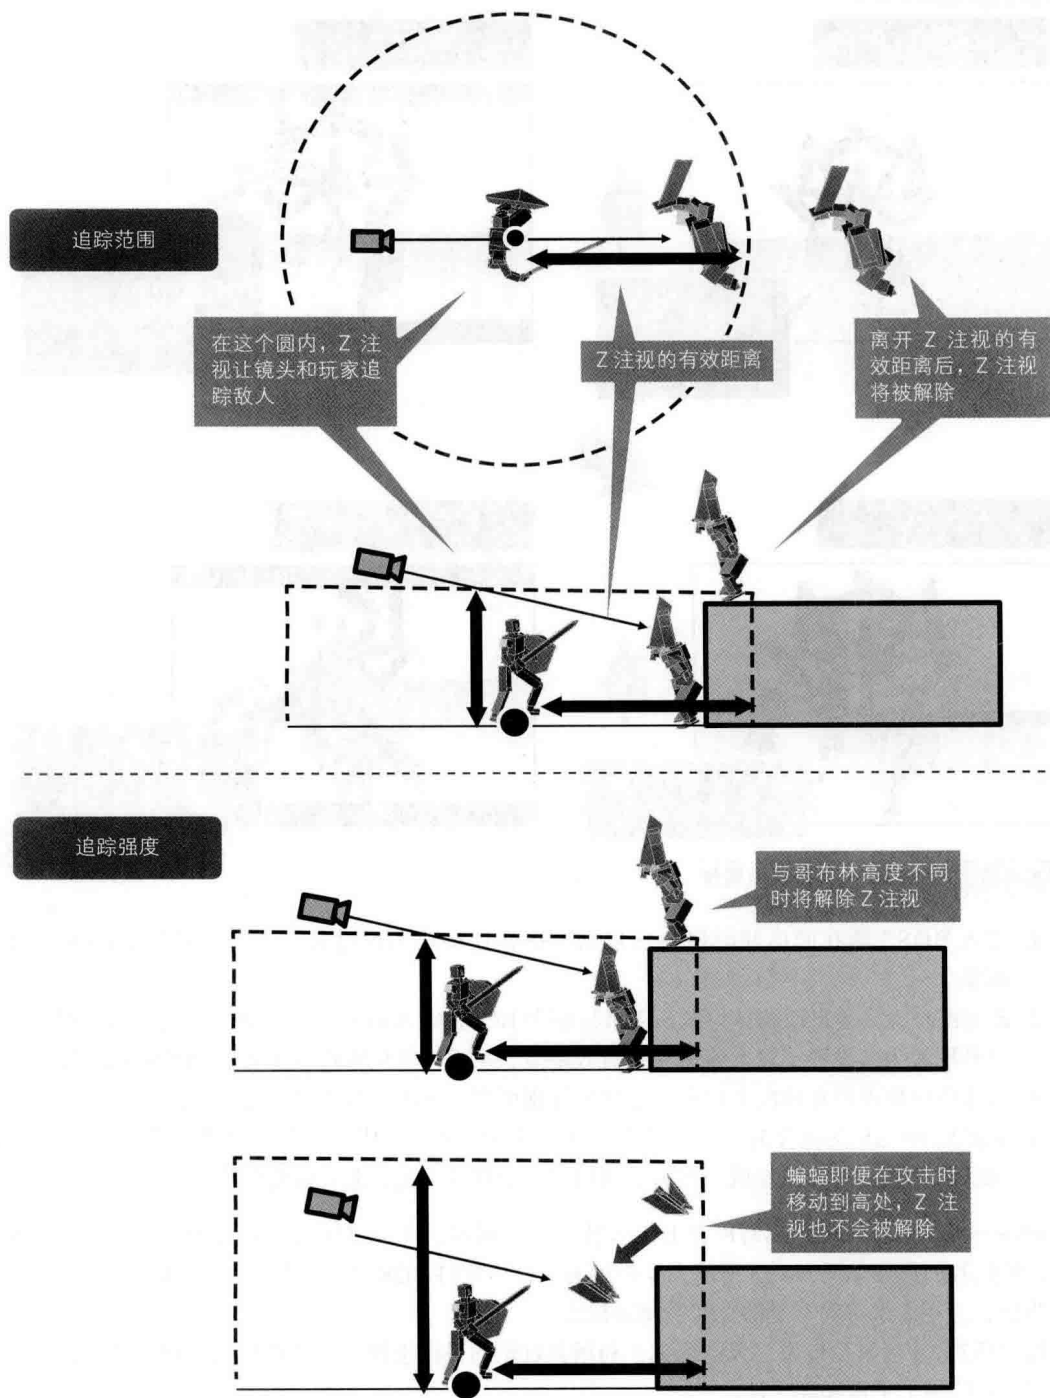 追踪范围
在这个圆内，Z 注
视让镜头和玩家追
踪敌人
Z 注视的有效距离
离开 Z 注视的有
效距离后，Z 注视
将被解除
追踪强度
与哥布林高度不同
时将解除 Z 注视
蝙蝠即便在攻击时
移动到高处，Z 注
视也不会被解除